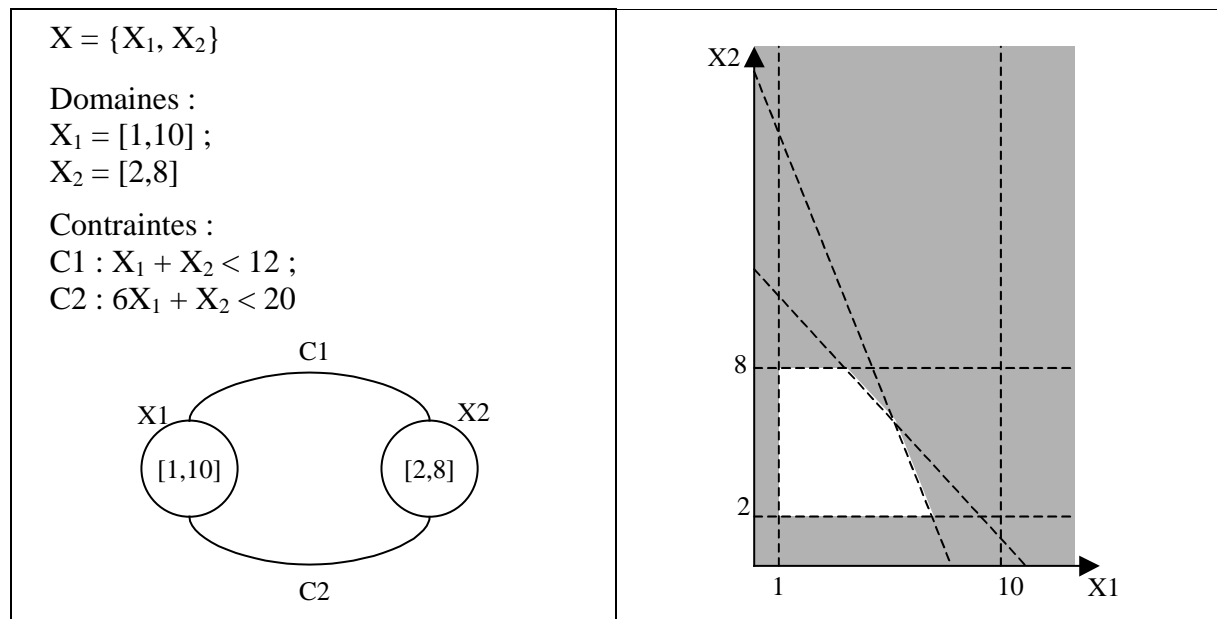 X = {X₁, X₂}
Domaines :
X₁ = [1,10] ;
X₂ = [2,8]
Contraintes :
C1 : X₁ + X₂ < 12 ;
C2 : 6X₁ + X₂ < 20
C1
X1 X2
[1,10] [2,8]
C2
X2
8
2
1 10 X1